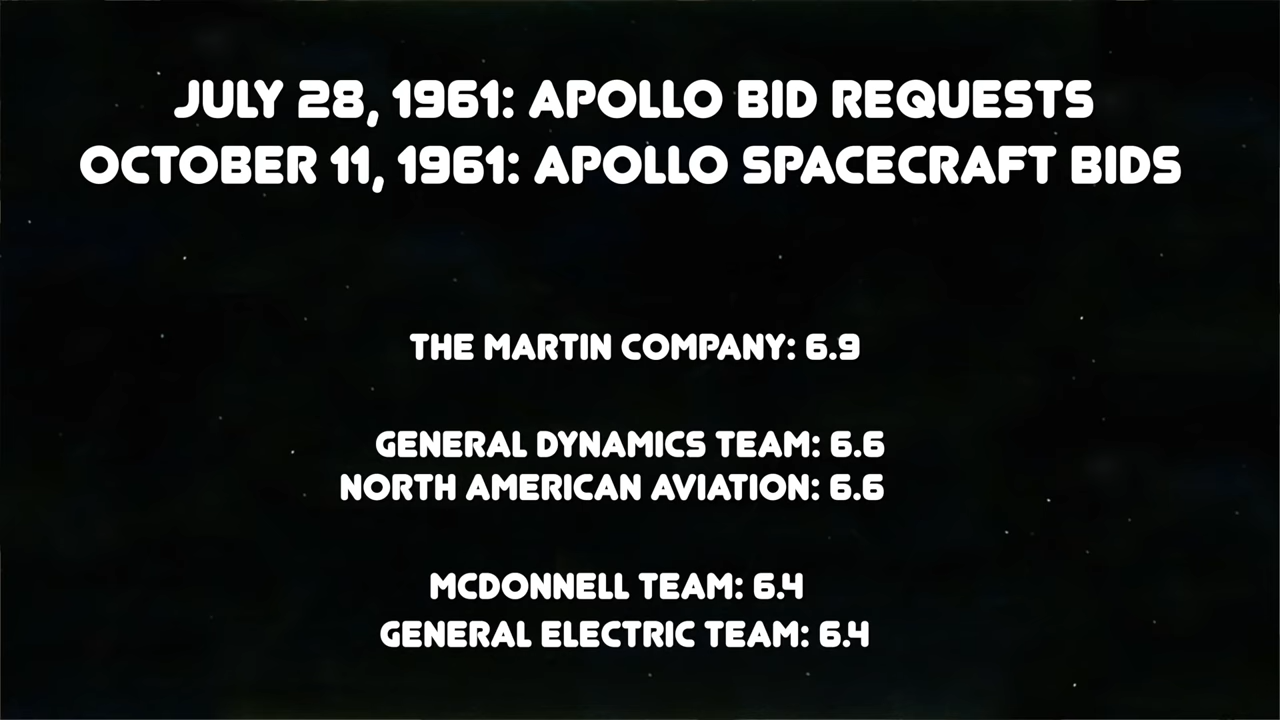 JULY 28, 1961: APOLLO BID REQUESTS
OCTOBER 11, 1961: APOLLO SPACECRAFT BIDS
THE MARTIN COMPANY: 6.9
GENERAL DYNAMICS TEAM: 6.6
NORTH AMERICAN AVIATION: 6.6
MCDONNELL TEAM: 6.4
GENERAL ELECTRIC TEAM: 6.4